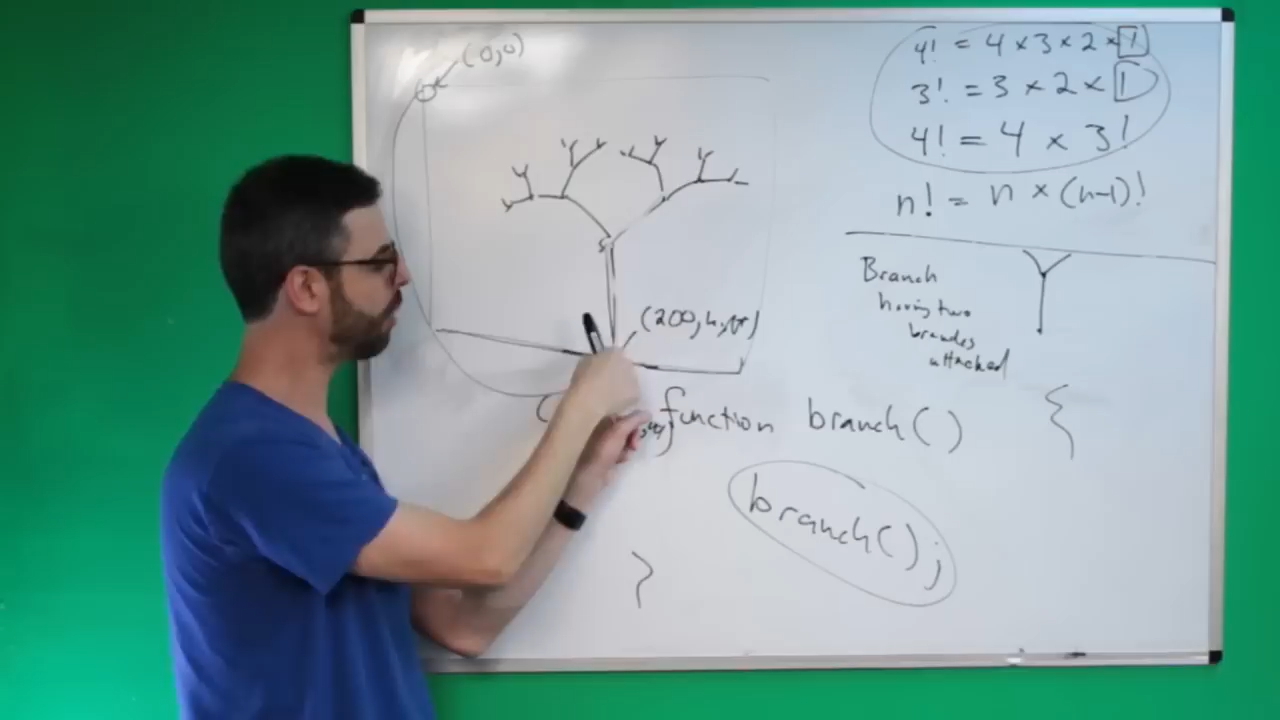 (0,0)
4! = 4 × 3 × 2 × 1
3! = 3 × 2 × 1
4! = 4 × 3!
n! = n × (n-1)!
Branch
having two
branches
attached
(200,
function branch() {
branch();
}